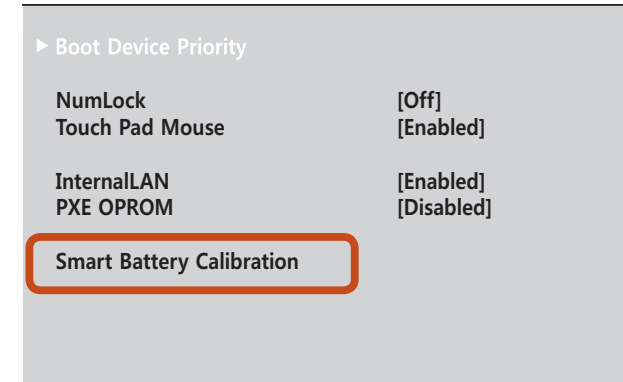 ▶ Boot Device Priority
NumLock [Off]
Touch Pad Mouse [Enabled]
InternalLAN [Enabled]
PXE OPROM [Disabled]
Smart Battery Calibration